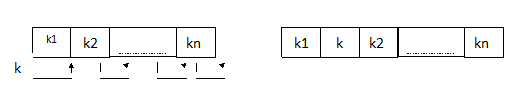 k1 k2 ................ kn k1 k k2 ................ kn
k